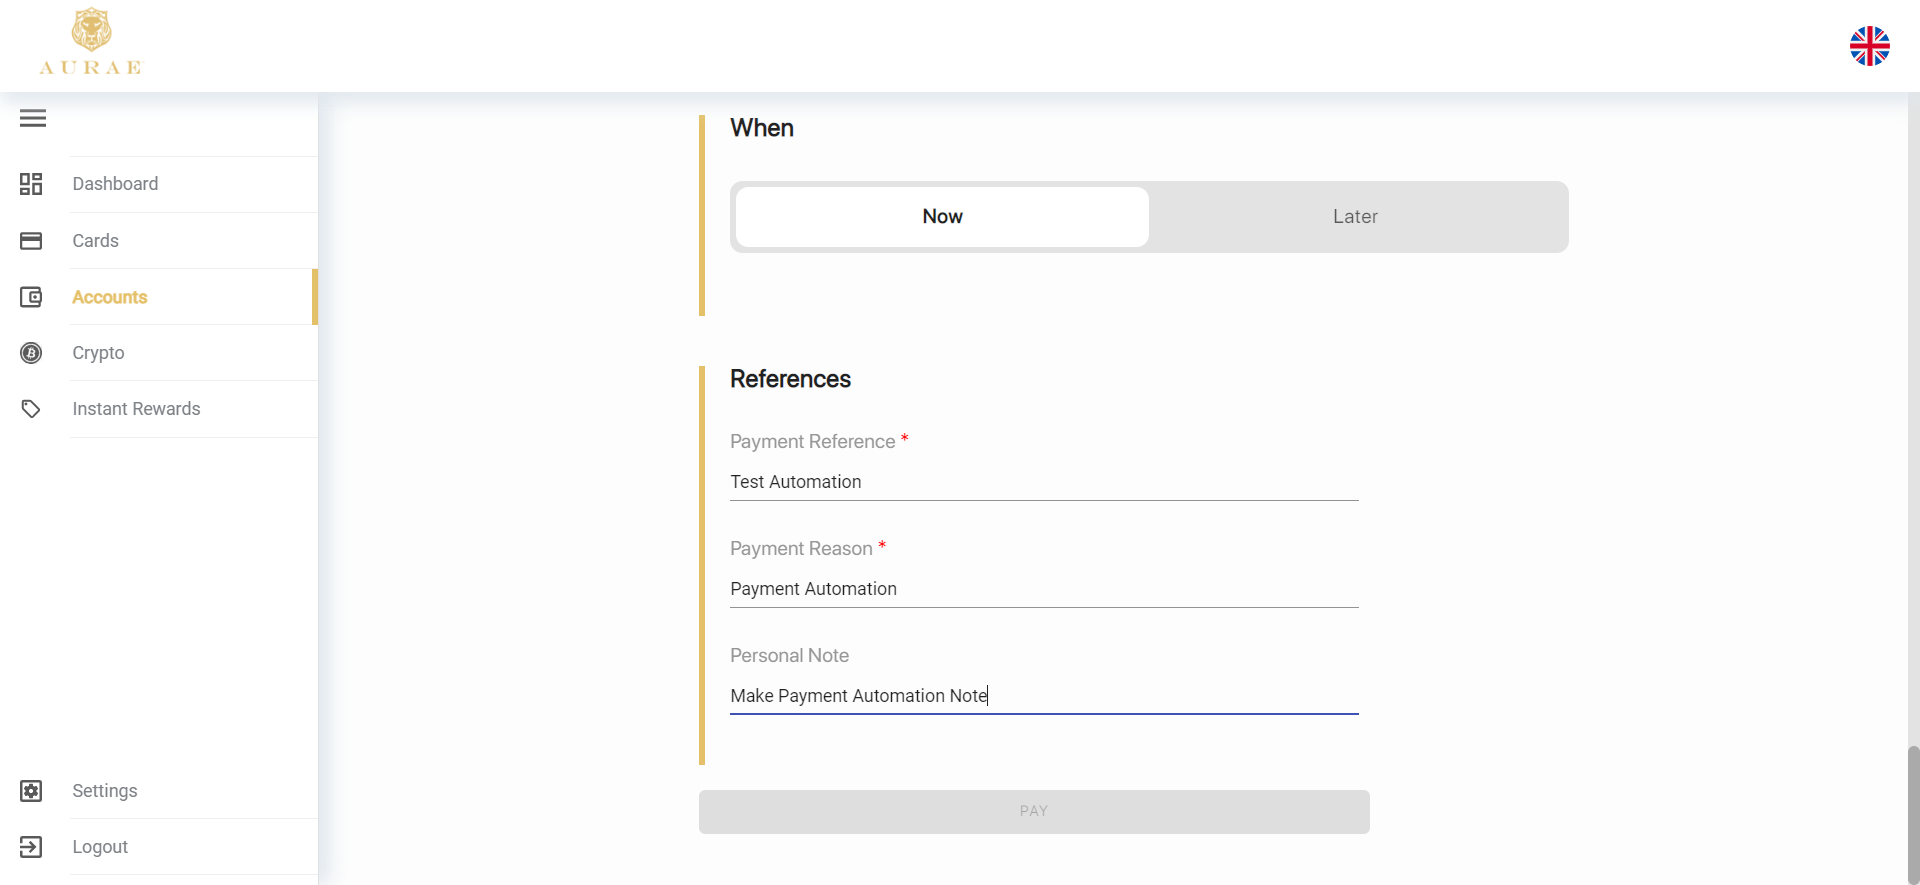 AURAE
Dashboard
Cards
Accounts
Crypto
Instant Rewards
Settings
Logout
When
Now
Later
References
Payment Reference *
Test Automation
Payment Reason *
Payment Automation
Personal Note
Make Payment Automation Note
PAY